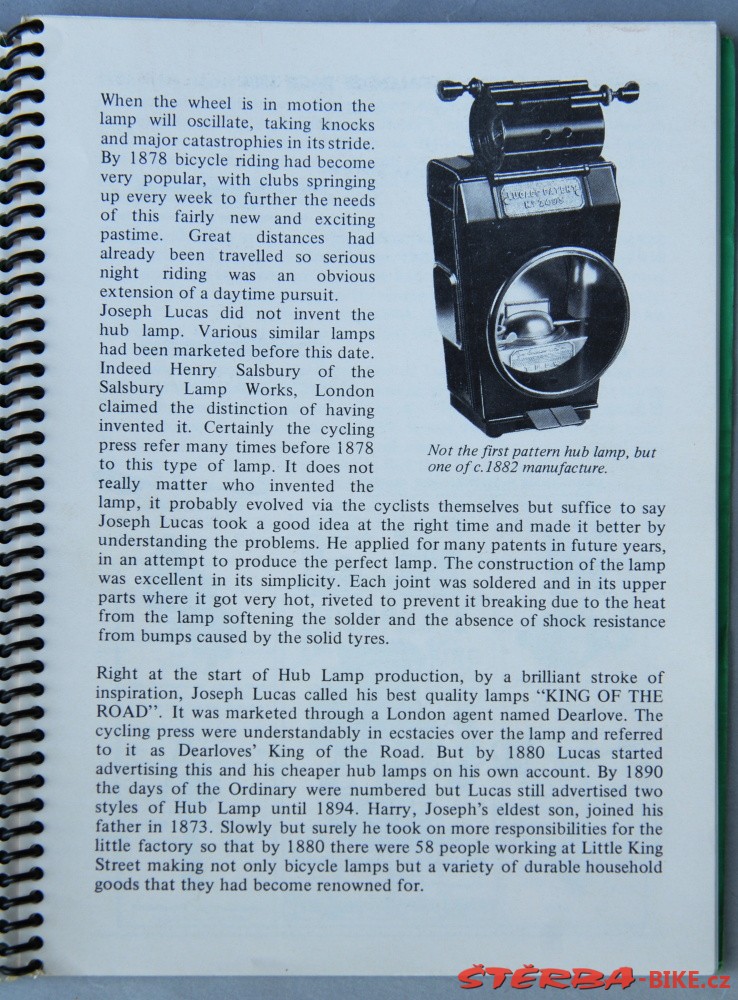 When the wheel is in motion the
lamp will oscillate, taking knocks
and major catastrophies in its stride.
By 1878 bicycle riding had become
very popular, with clubs springing
up every week to further the needs
of this fairly new and exciting
pastime. Great distances had
already been travelled so serious
night riding was an obvious
extension of a daytime pursuit.
Joseph Lucas did not invent the
hub lamp. Various similar lamps
had been marketed before this date.
Indeed Henry Salsbury of the
Salsbury Lamp Works, London
claimed the distinction of having
invented it. Certainly the cycling
press refer many times before 1878
to this type of lamp. It does not
really matter who invented the
lamp, it probably evolved via the cyclists themselves but suffice to say
Joseph Lucas took a good idea at the right time and made it better by
understanding the problems. He applied for many patents in future years,
in an attempt to produce the perfect lamp. The construction of the lamp
was excellent in its simplicity. Each joint was soldered and in its upper
parts where it got very hot, riveted to prevent it breaking due to the heat
from the lamp softening the solder and the absence of shock resistance
from bumps caused by the solid tyres.
LUCAS PATENT
Not the first pattern hub lamp, but
one of c.1882 manufacture.
Right at the start of Hub Lamp production, by a brilliant stroke of
inspiration, Joseph Lucas called his best quality lamps “KING OF THE
ROAD”. It was marketed through a London agent named Dearlove. The
cycling press were understandably in ecstacies over the lamp and referred
to it as Dearloves’ King of the Road. But by 1880 Lucas started
advertising this and his cheaper hub lamps on his own account. By 1890
the days of the Ordinary were numbered but Lucas still advertised two
styles of Hub Lamp until 1894. Harry, Joseph’s eldest son, joined his
father in 1873. Slowly but surely he took on more responsibilities for the
little factory so that by 1880 there were 58 people working at Little King
Street making not only bicycle lamps but a variety of durable household
goods that they had become renowned for.
ŠTĚRBA-BIKE.cz